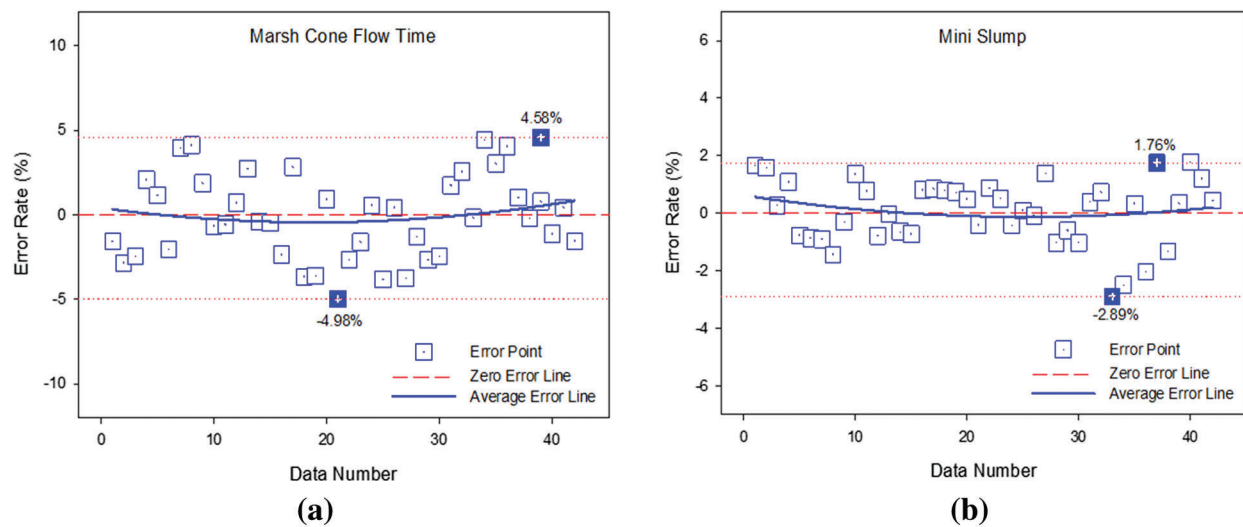 Marsh Cone Flow Time
10
5
0
-5
-10
Error Rate (%)
4.58%
-4.98%
Error Point
Zero Error Line
Average Error Line
0 10 20 30 40
Data Number
(a)
Mini Slump
6
4
2
0
-2
-4
-6
Error Rate (%)
1.76%
-2.89%
Error Point
Zero Error Line
Average Error Line
0 10 20 30 40
Data Number
(b)